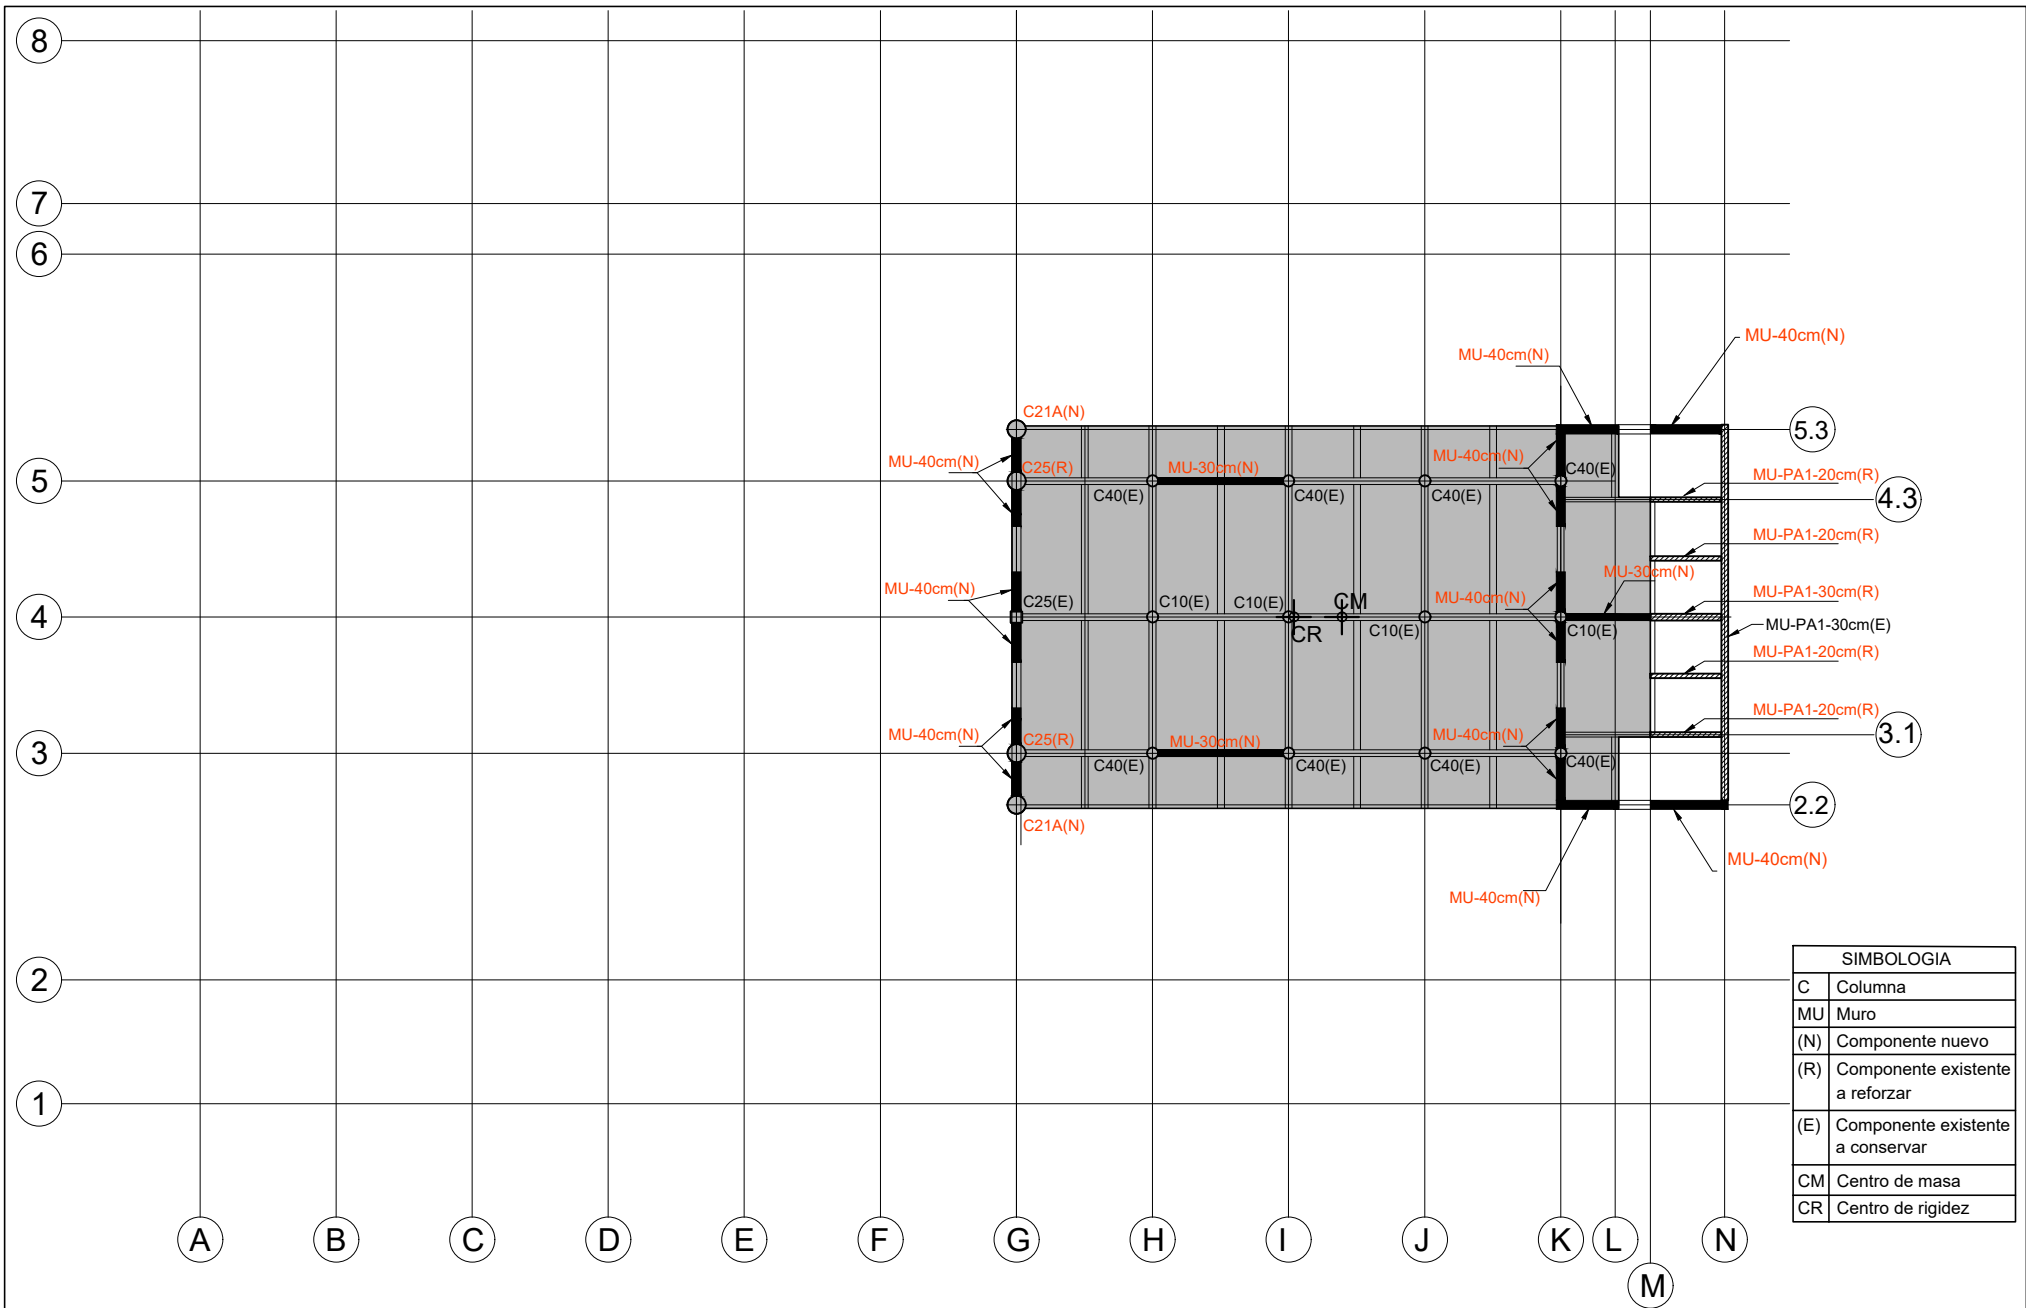 8
7
6
MU-40cm(N)
MU-40cm(N)
C21A(N)
5.3
MU-40cm(N)
C25(R)
MU-30cm(N)
MU-40cm(N)
C40(E)
MU-PA1-20cm(R)
5
C40(E)
C40(E)
C40(E)
4.3
MU-PA1-20cm(R)
MU-40cm(N)
MU-30cm(N)
C25(E)
C10(E)
C10(E)
CM
MU-40cm(N)
MU-PA1-30cm(R)
4
CR
C10(E)
C10(E)
MU-PA1-30cm(E)
MU-PA1-20cm(R)
MU-PA1-20cm(R)
MU-40cm(N)
C25(R)
MU-30cm(N)
MU-40cm(N)
3.1
3
C40(E)
C40(E)
C40(E)
C40(E)
2.2
C21A(N)
MU-40cm(N)
MU-40cm(N)
2
1
SIMBOLOGIA
C Columna
MU Muro
(N) Componente nuevo
(R) Componente existente
a reforzar
(E) Componente existente
a conservar
CM Centro de masa
CR Centro de rigidez
A B C D E F G H I J K L N
M